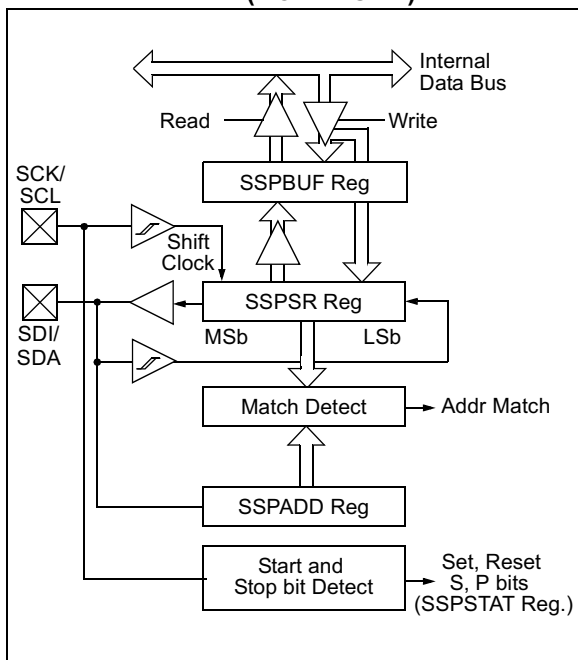 Internal
Data Bus
Read
Write
SSPBUF Reg
SCK/
SCL
Shift
Clock
SSPSR Reg
MSb
LSb
SDI/
SDA
Match Detect
Addr Match
SSPADD Reg
Start and
Stop bit Detect
Set, Reset
S, P bits
(SSPSTAT Reg.)